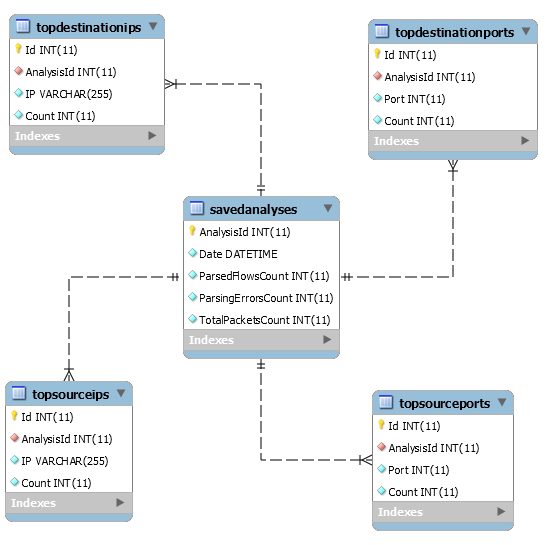 topdestinationips
Id INT(11)
AnalysisId INT(11)
IP VARCHAR(255)
Count INT(11)
Indexes
topdestinationports
Id INT(11)
AnalysisId INT(11)
Port INT(11)
Count INT(11)
Indexes
savedanalyses
AnalysisId INT(11)
Date DATETIME
ParsedFlowsCount INT(11)
ParsingErrorsCount INT(11)
TotalPacketsCount INT(11)
Indexes
topsourceips
Id INT(11)
AnalysisId INT(11)
IP VARCHAR(255)
Count INT(11)
Indexes
topsourceports
Id INT(11)
AnalysisId INT(11)
Port INT(11)
Count INT(11)
Indexes